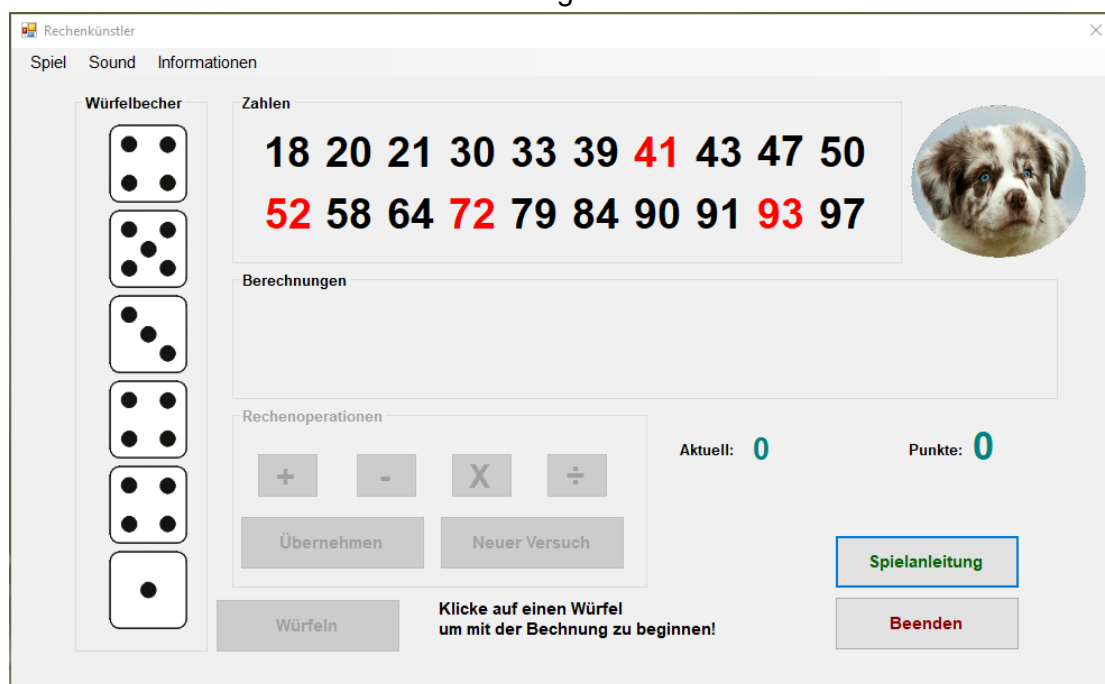 Rechenkünstler
Spiel Sound Informationen
Würfelbecher
Zahlen
18 20 21 30 33 39 41 43 47 50
52 58 64 72 79 84 90 91 93 97
Berechnungen
Rechenoperationen
+ - X ÷
Aktuell: 0
Punkte: 0
Übernehmen
Neuer Versuch
Spielanleitung
Würfeln
Klicke auf einen Würfel
um mit der Bechnung zu beginnen!
Beenden